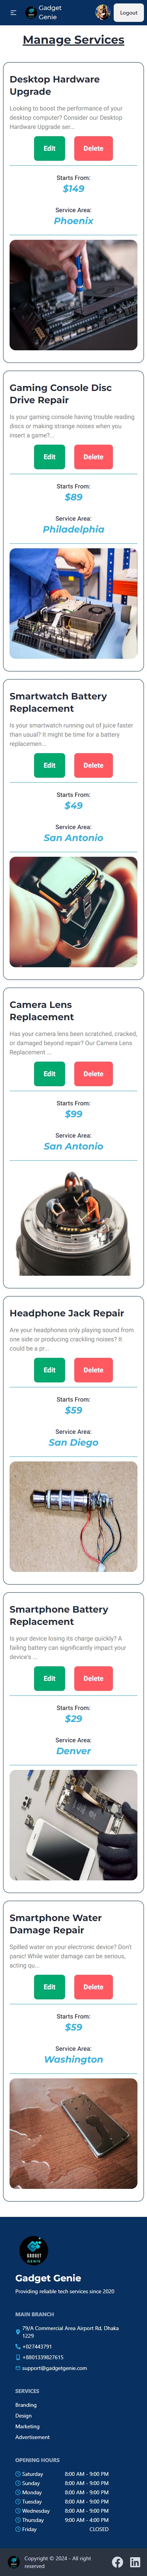 Gadget
Genie
Logout
Manage Services
Desktop Hardware
Upgrade
Looking to boost the performance of your
desktop computer? Consider our Desktop
Hardware Upgrade ser...
Edit
Delete
Starts From:
$149
Service Area:
Phoenix
Gaming Console Disc
Drive Repair
Is your gaming console having trouble reading
discs or making strange noises when you
insert a game?...
Edit
Delete
Starts From:
$89
Service Area:
Philadelphia
Smartwatch Battery
Replacement
Is your smartwatch running out of juice faster
than usual? It might be time for a battery
replacemen...
Edit
Delete
Starts From:
$49
Service Area:
San Antonio
Camera Lens
Replacement
Has your camera lens been scratched, cracked,
or damaged beyond repair? Our Camera Lens
Replacement ...
Edit
Delete
Starts From:
$99
Service Area:
San Antonio
Headphone Jack Repair
Are your headphones only playing sound from
one side or producing crackling noises? It
could be a pr...
Edit
Delete
Starts From:
$59
Service Area:
San Diego
Smartphone Battery
Replacement
Is your device losing its charge quickly? A
failing battery can significantly impact your
device's ...
Edit
Delete
Starts From:
$29
Service Area:
Denver
Smartphone Water
Damage Repair
Spilled water on your electronic device? Don't
panic! While water damage can be serious,
acting qu...
Edit
Delete
Starts From:
$59
Service Area:
Washington
GADGET
GENIE
Gadget Genie
Providing reliable tech services since 2020
MAIN BRANCH
79/A Commercial Area Airport Rd, Dhaka
1229
+027443791
+8801339827615
support@gadgetgenie.com
SERVICES
Branding
Design
Marketing
Advertisement
OPENING HOURS
Saturday 8:00 AM - 9:00 PM
Sunday 8:00 AM - 9:00 PM
Monday 8:00 AM - 9:00 PM
Tuesday 8:00 AM - 9:00 PM
Wednesday 8:00 AM - 9:00 PM
Thursday 9:00 AM - 4:00 PM
Friday CLOSED
Copyright © 2024 - All right
reserved